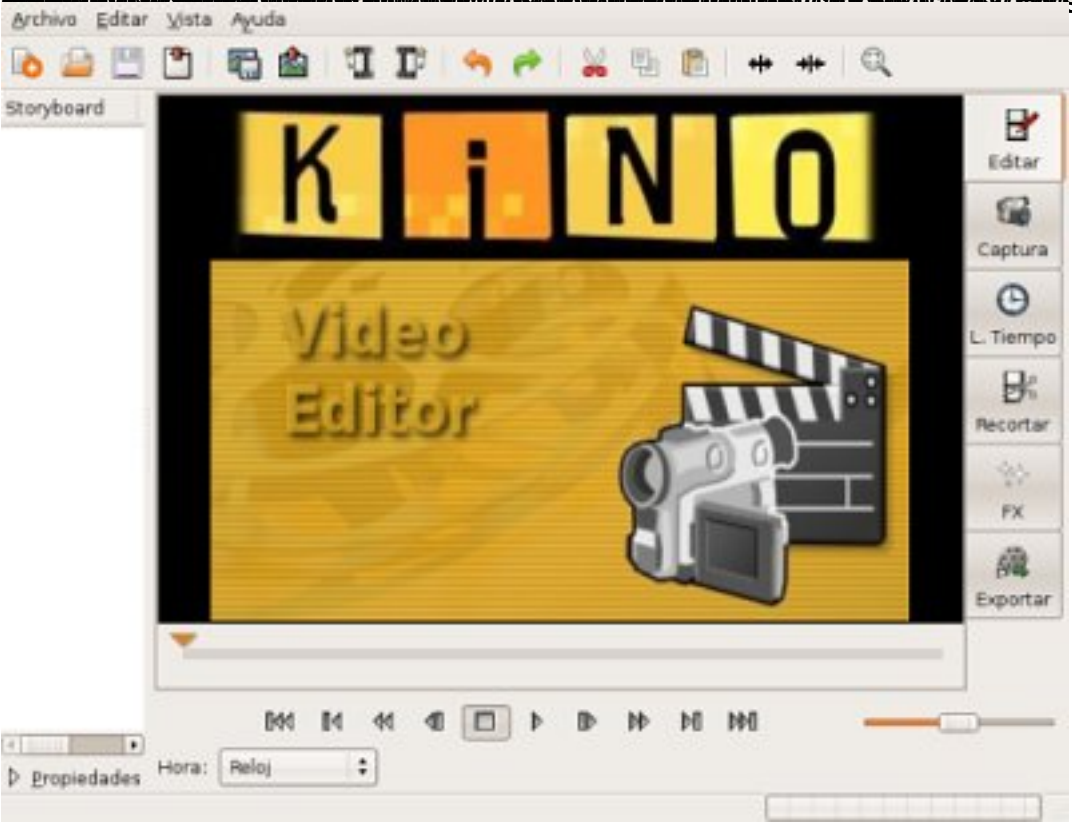 Archivo Editar Vista Ayuda
Storyboard
KiNO
Video
Editor
Editar
Captura
L. Tiempo
Recortar
FX
Exportar
Hora: Reloj
Propiedades